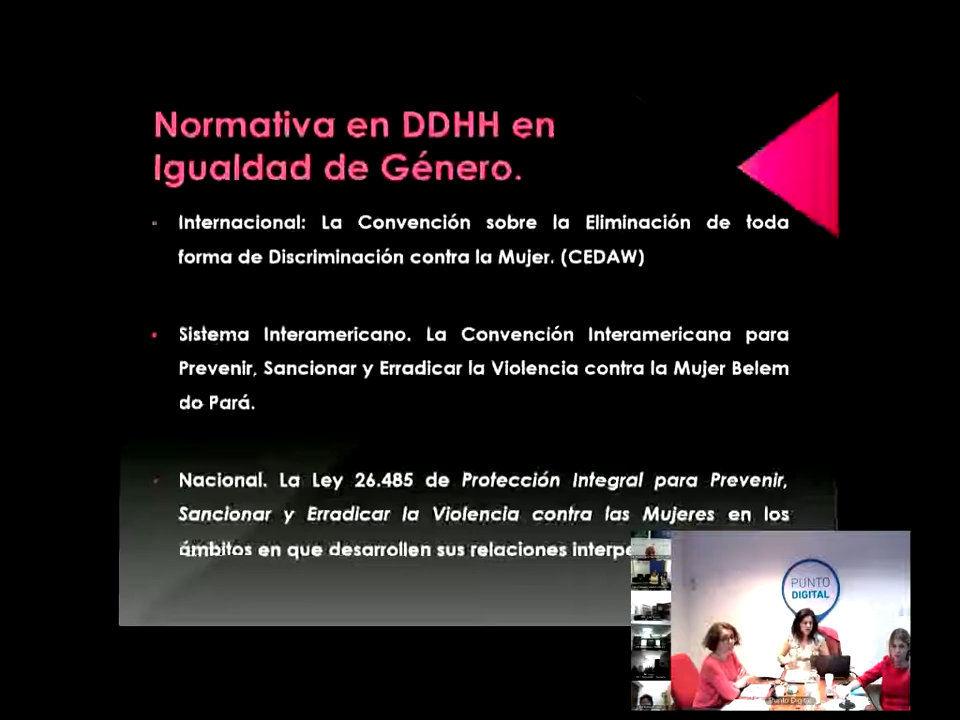 Normativa en DDHH en
Igualdad de Género.
Internacional: La Convención sobre la Eliminación de toda
forma de Discriminación contra la Mujer. (CEDAW)
Sistema Interamericano. La Convención Interamericana para
Prevenir, Sancionar y Erradicar la Violencia contra la Mujer Belem
do Pará.
Nacional. La Ley 26.485 de Protección Integral para Prevenir,
Sancionar y Erradicar la Violencia contra las Mujeres en los
ámbitos en que desarrollen sus relaciones interpe
PUNTO
DIGITAL
Punto Digital